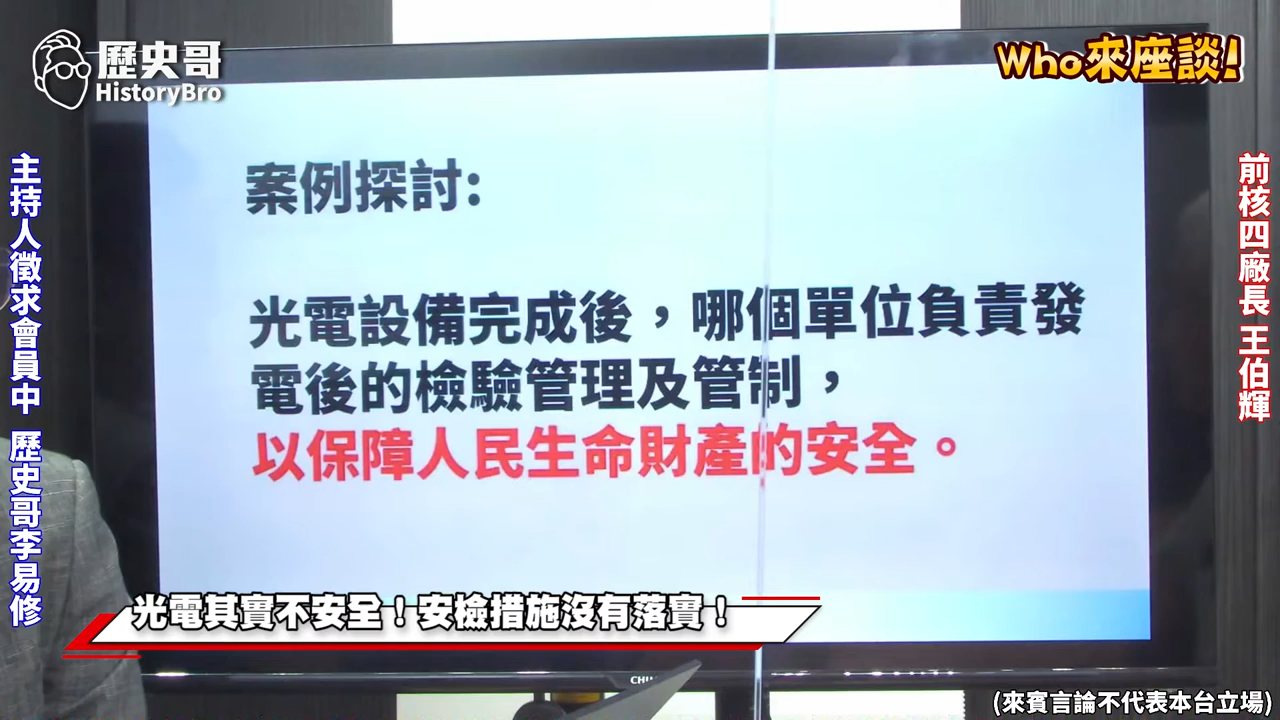 歷史哥
HistoryBro
Who來座談!
主持人徵求會員中 歷史哥李易修
前核四廠長 王伯輝
案例探討:
光電設備完成後，哪個單位負責發
電後的檢驗管理及管制，
以保障人民生命財產的安全。
光電其實不安全！安檢措施沒有落實！
(來賓言論不代表本台立場)